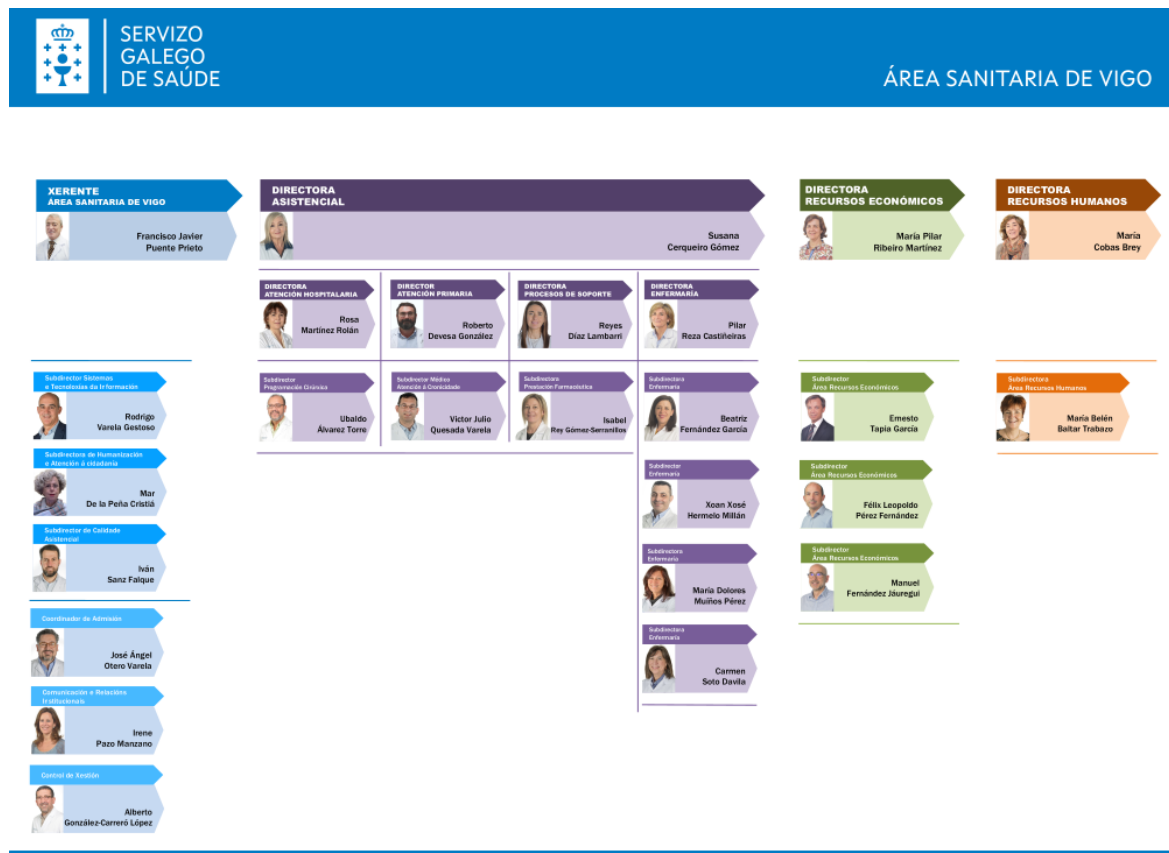 SERVIZO
GALEGO
DE SAÚDE
ÁREA SANITARIA DE VIGO
XERENTE
ÁREA SANITARIA DE VIGO
Francisco Javier
Puente Prieto
DIRECTORA
ASISTENCIAL
Susana
Cerqueiro Gómez
DIRECTORA
RECURSOS ECONÓMICOS
María Pilar
Ribeiro Martínez
DIRECTORA
RECURSOS HUMANOS
María
Cobas Brey
DIRECTORA
ATENCIÓN HOSPITALARIA
Rosa
Martínez Rolán
DIRECTOR
ATENCIÓN PRIMARIA
Roberto
Devesa González
DIRECTORA
PROCESOS DE SOPORTE
Reyes
Díaz Lambarri
DIRECTORA
ENFERMARÍA
Pilar
Reza Castiñeiras
Subdirector Sistemas
e Tecnoloxías da Información
Rodrigo
Varela Gestoso
Subdirectora de Humanización
e Atención á cidadanía
Mar
De la Peña Cristiá
Subdirector de Calidade
Asistencial
Iván
Sanz Falque
Coordinador de Admisión
José Ángel
Otero Varela
Comunicación e Relacións
Institucionais
Irene
Pazo Manzano
Control de Xestión
Alberto
González-Carreró López
Subdirector
Programación Cirúrxica
Ubaldo
Álvarez Torre
Subdirector Médico
Atención á Cronicidade
Victor Julio
Quesada Varela
Subdirectora
Prestación Farmacéutica
Isabel
Rey Gómez-Serranillos
Subdirectora
Enfermaría
Beatriz
Fernández García
Subdirector
Enfermaría
Xoan Xosé
Hermelo Millán
Subdirectora
Enfermaría
María Dolores
Muiños Pérez
Subdirectora
Enfermaría
Carmen
Soto Davila
Subdirector
Área Recursos Económicos
Ernesto
Tapia García
Subdirector
Área Recursos Económicos
Félix Leopoldo
Pérez Fernández
Subdirector
Área Recursos Económicos
Manuel
Fernández Jáuregui
Subdirectora
Área Recursos Humanos
María Belén
Baltar Trabazo